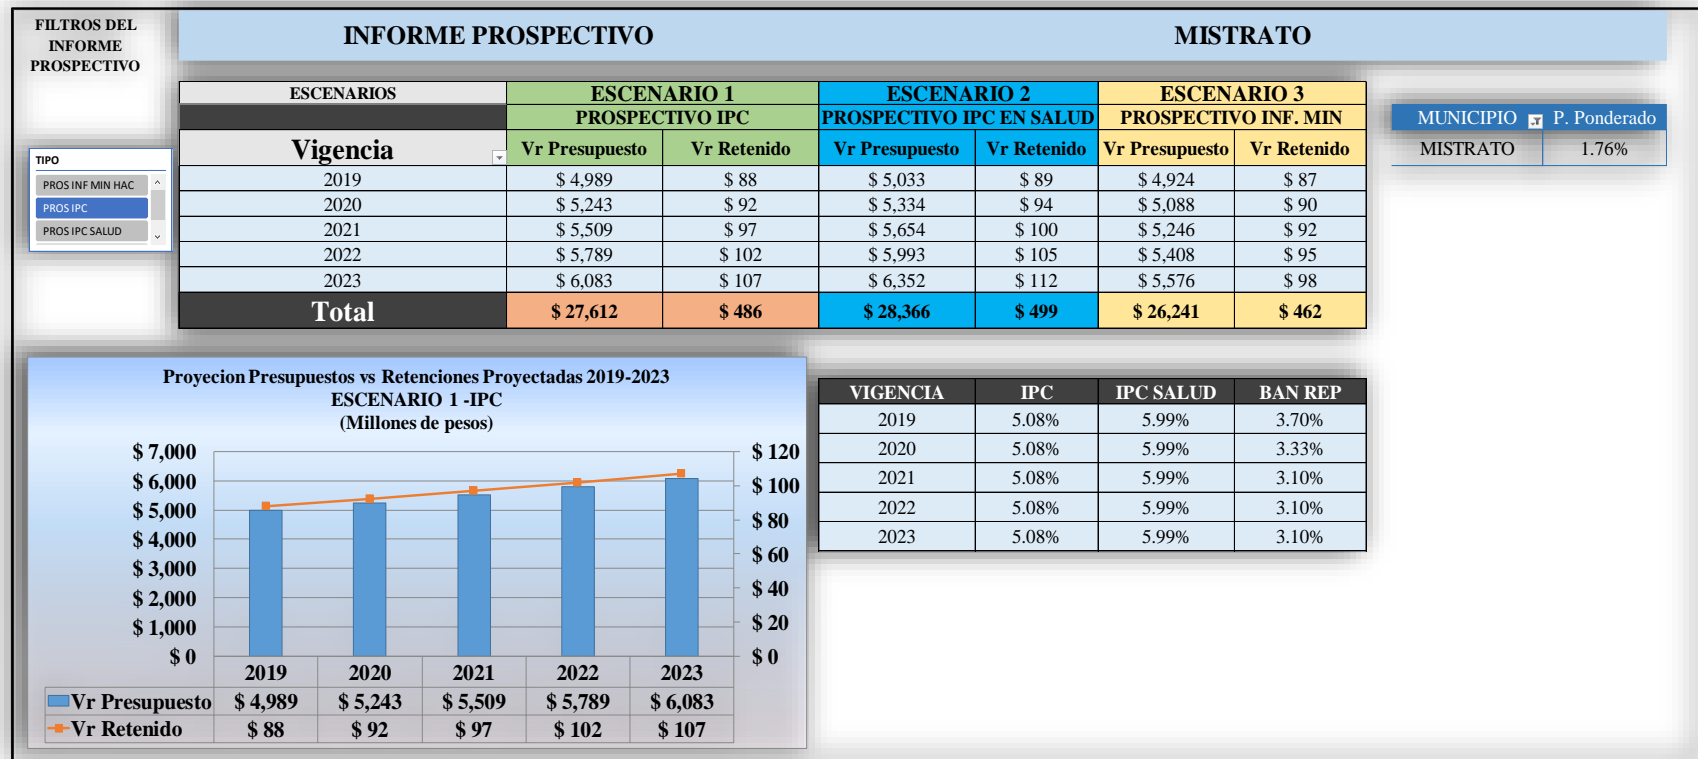 FILTROS DEL
INFORME
PROSPECTIVO
INFORME PROSPECTIVO MISTRATO
ESCENARIOS ESCENARIO 1 ESCENARIO 2 ESCENARIO 3
PROSPECTIVO IPC PROSPECTIVO IPC EN SALUD PROSPECTIVO INF. MIN
Vigencia Vr Presupuesto Vr Retenido Vr Presupuesto Vr Retenido Vr Presupuesto Vr Retenido
2019 $ 4,989 $ 88 $ 5,033 $ 89 $ 4,924 $ 87
2020 $ 5,243 $ 92 $ 5,334 $ 94 $ 5,088 $ 90
2021 $ 5,509 $ 97 $ 5,654 $ 100 $ 5,246 $ 92
2022 $ 5,789 $ 102 $ 5,993 $ 105 $ 5,408 $ 95
2023 $ 6,083 $ 107 $ 6,352 $ 112 $ 5,576 $ 98
Total $ 27,612 $ 486 $ 28,366 $ 499 $ 26,241 $ 462
MUNICIPIO P. Ponderado
MISTRATO 1.76%
TIPO
PROS INF MIN HAC
PROS IPC
PROS IPC SALUD
Proyecion Presupuestos vs Retenciones Proyectadas 2019-2023
ESCENARIO 1 -IPC
(Millones de pesos)
$ 7,000
$ 6,000
$ 5,000
$ 4,000
$ 3,000
$ 2,000
$ 1,000
$ 0
$ 120
$ 100
$ 80
$ 60
$ 40
$ 20
$ 0
2019 2020 2021 2022 2023
Vr Presupuesto $ 4,989 $ 5,243 $ 5,509 $ 5,789 $ 6,083
Vr Retenido $ 88 $ 92 $ 97 $ 102 $ 107
VIGENCIA IPC IPC SALUD BAN REP
2019 5.08% 5.99% 3.70%
2020 5.08% 5.99% 3.33%
2021 5.08% 5.99% 3.10%
2022 5.08% 5.99% 3.10%
2023 5.08% 5.99% 3.10%